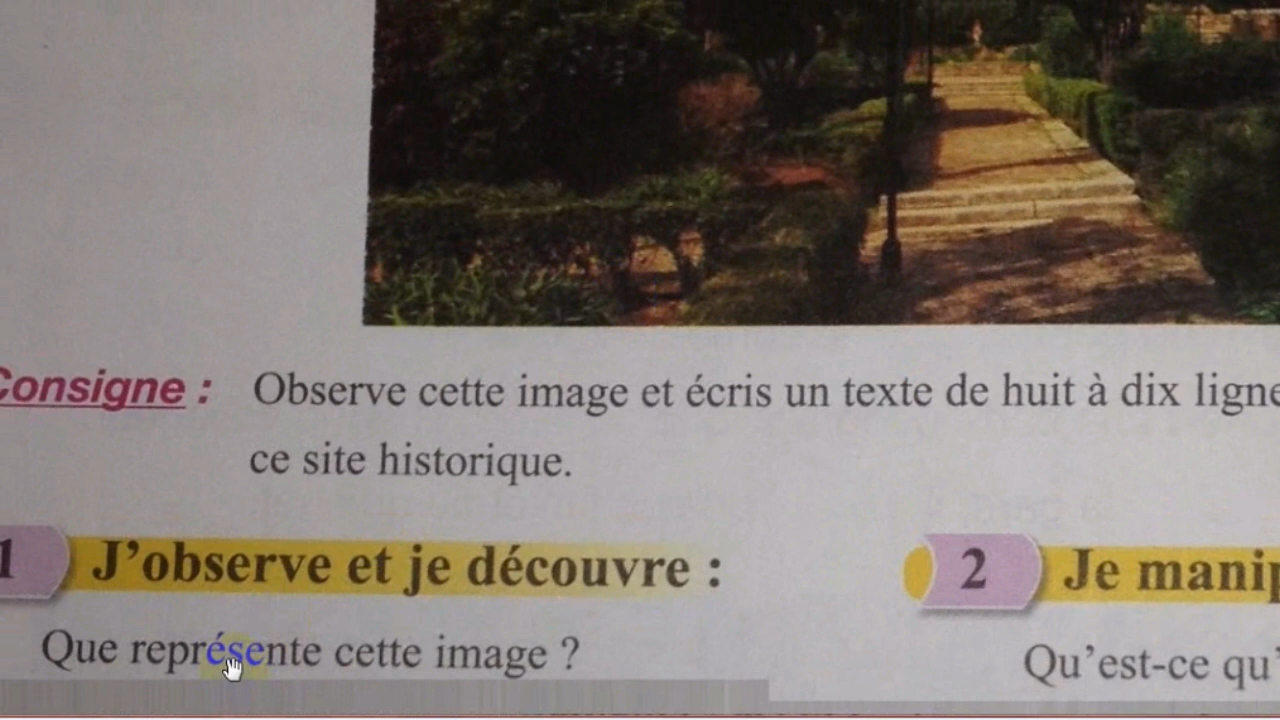 Consigne : Observe cette image et écris un texte de huit à dix ligne
ce site historique.
1 J'observe et je découvre :
2 Je manip
Que représente cette image ?
Qu'est-ce qu'